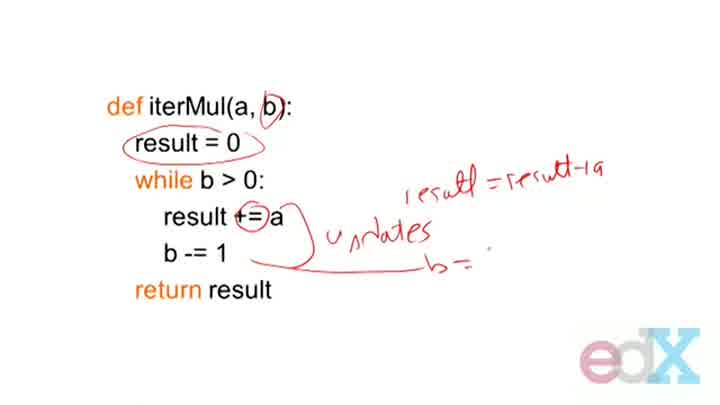 def iterMul(a, b):
result = 0
while b > 0:
result += a
b -= 1
return result
result = result + a
updates
b =
edX